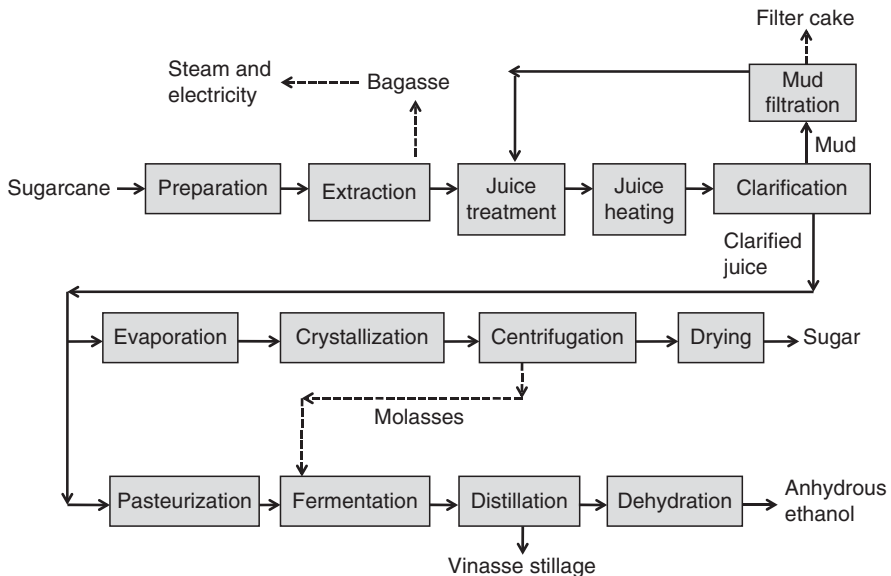 Filter cake
Steam and
electricity
Bagasse
Mud
filtration
Mud
Sugarcane
Preparation
Extraction
Juice
treatment
Juice
heating
Clarification
Clarified
juice
Evaporation
Crystallization
Centrifugation
Drying
Sugar
Molasses
Pasteurization
Fermentation
Distillation
Dehydration
Anhydrous
ethanol
Vinasse stillage